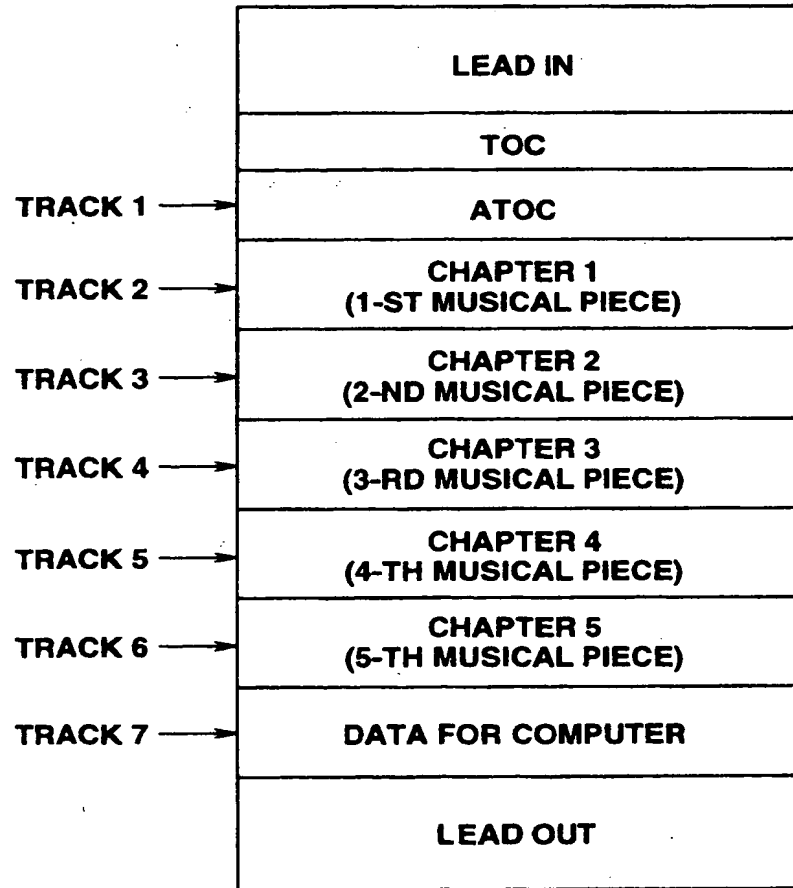 LEAD IN
TOC
TRACK 1
ATOC
TRACK 2
CHAPTER 1
(1-ST MUSICAL PIECE)
TRACK 3
CHAPTER 2
(2-ND MUSICAL PIECE)
TRACK 4
CHAPTER 3
(3-RD MUSICAL PIECE)
TRACK 5
CHAPTER 4
(4-TH MUSICAL PIECE)
TRACK 6
CHAPTER 5
(5-TH MUSICAL PIECE)
TRACK 7
DATA FOR COMPUTER
LEAD OUT